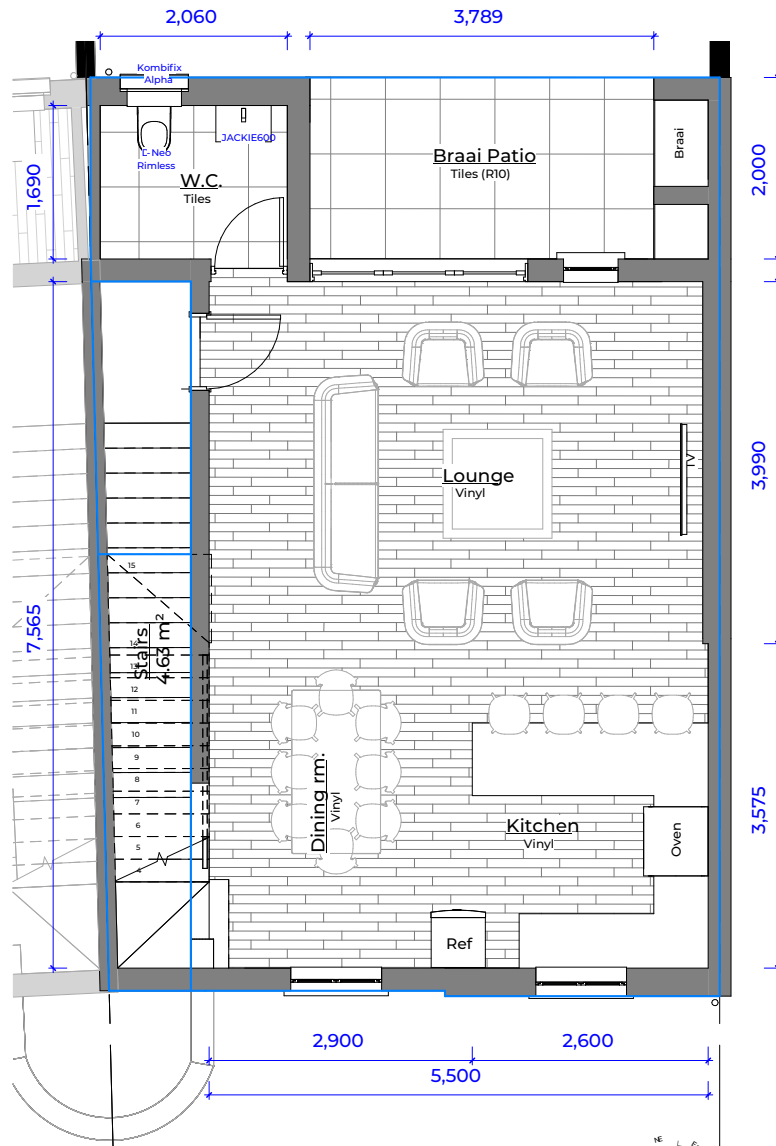 2,060
3,789
Kombifix
Alpha
JACKIE600
L-Neo
Rimless
W.C.
Tiles
Braai Patio
Tiles (R10)
Braai
1,690
2,000
Lounge
Vinyl
TV
3,990
7,565
15
Stairs
4.63 m²
14
13
12
11
10
9
8
7
6
5
4
Dining rm.
Vinyl
Kitchen
Vinyl
Oven
Ref
3,575
2,900
2,600
5,500
NE